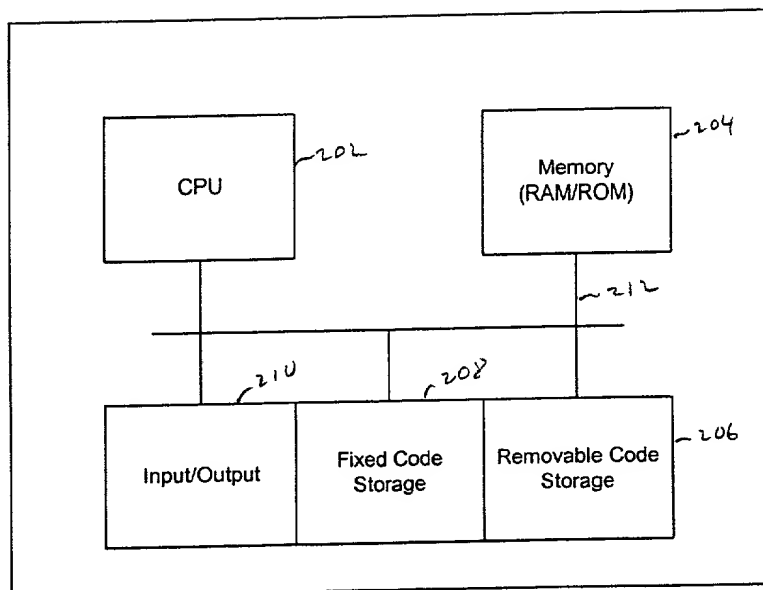 CPU
202
Memory
(RAM/ROM)
204
212
210
208
Input/Output
Fixed Code
Storage
Removable Code
Storage
206